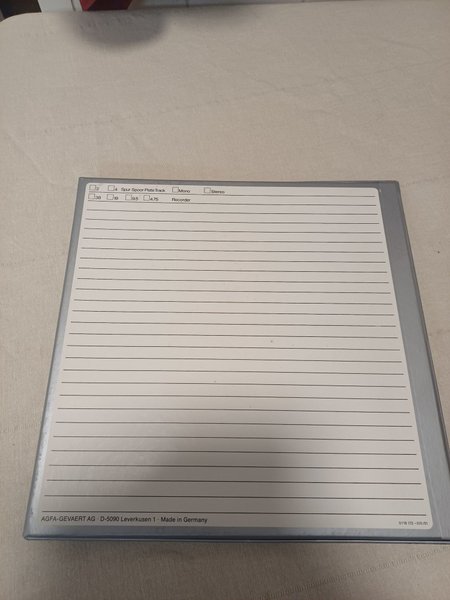 2 4 Spur Spoor Piste Track Mono Stereo
38 19 9.5 4.75 Recorder
AGFA-GEVAERT AG · D-5090 Leverkusen 1 · Made in Germany